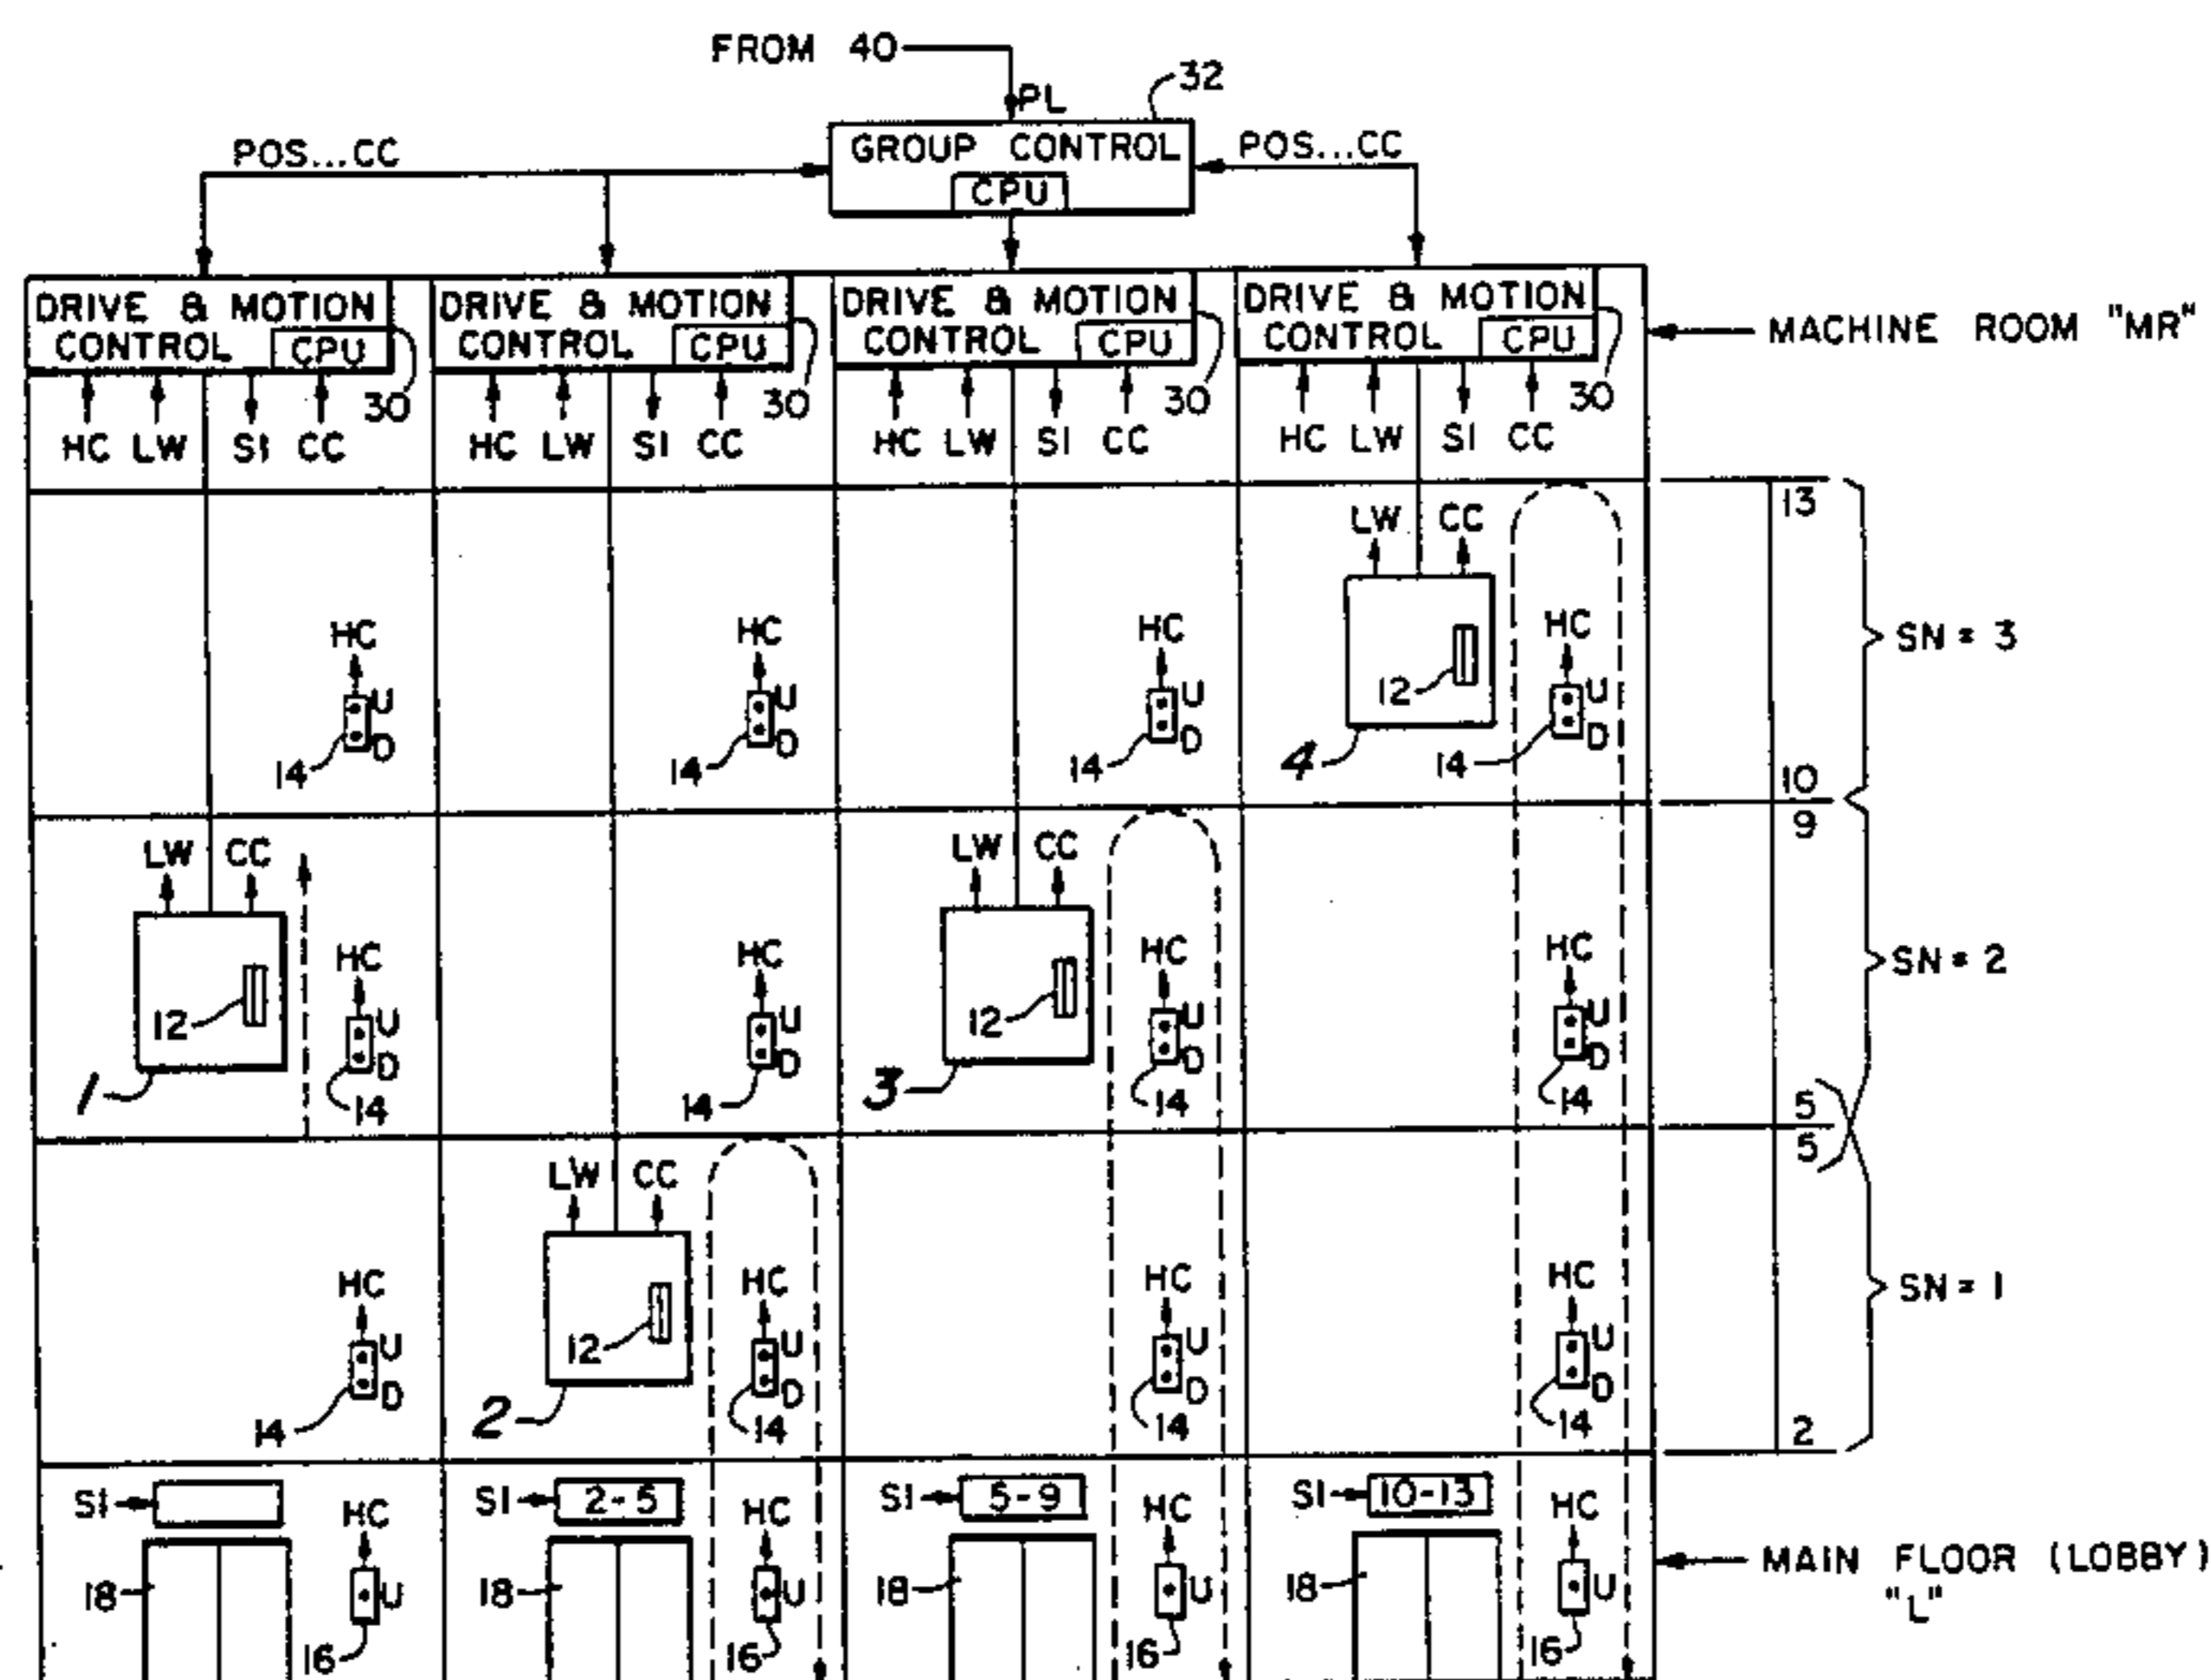 FROM 40
PL
32
POS...CC
GROUP CONTROL
POS...CC
CPU
DRIVE & MOTION DRIVE & MOTION DRIVE & MOTION DRIVE & MOTION
CONTROL CPU CONTROL CPU CONTROL CPU CONTROL CPU
MACHINE ROOM "MR"
30 30 30 30
HC LW SI CC HC LW SI CC HC LW SI CC HC LW SI CC
13
LW CC
HC HC HC HC
SN = 3
12
U U U U
D D D D
14 14 14 4 14
10
9
LW CC LW CC
HC HC HC HC
SN = 2
12 U U 12 U U
D D D D
1 14 14 3 14 14
5
5
LW CC
HC HC HC HC
SN = 1
12
U U U U
D D D D
14 2 14 14 14
2
SI SI 2-5 SI 5-9 SI 10-13
HC HC HC HC
18 U 18 U 18 U 18 U
MAIN FLOOR (LOBBY)
"L"
16 16 16 16